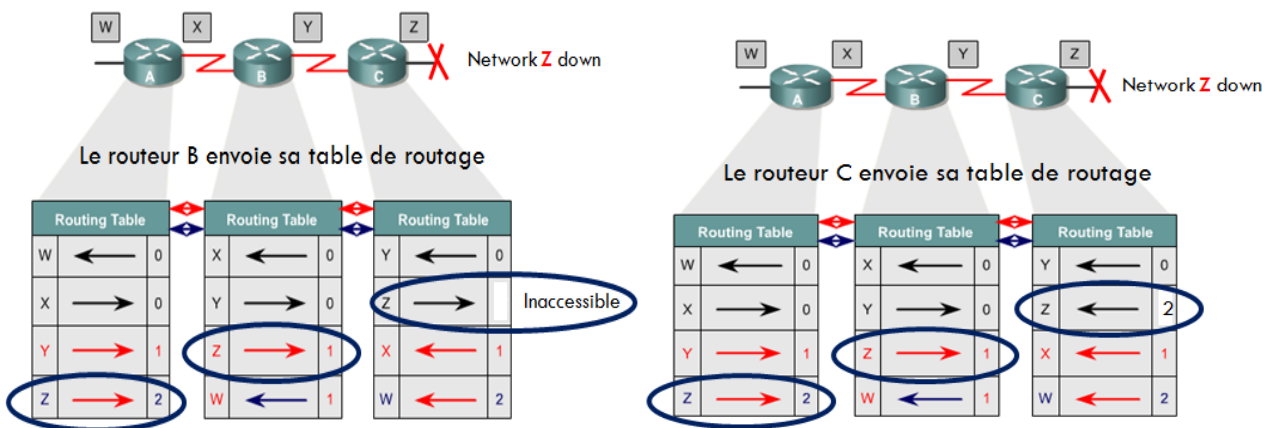 W X Y Z
A B C
Network Z down
Le routeur B envoie sa table de routage
Routing Table Routing Table Routing Table
W 0 X 0 Y 0
X 0 Y 0 Z Inaccessible
Y 1 Z 1 X 1
Z 2 W 1 W 2
W X Y Z
A B C
Network Z down
Le routeur C envoie sa table de routage
Routing Table Routing Table Routing Table
W 0 X 0 Y 0
X 0 Y 0 Z 2
Y 1 Z 1 X 1
Z 2 W 1 W 2